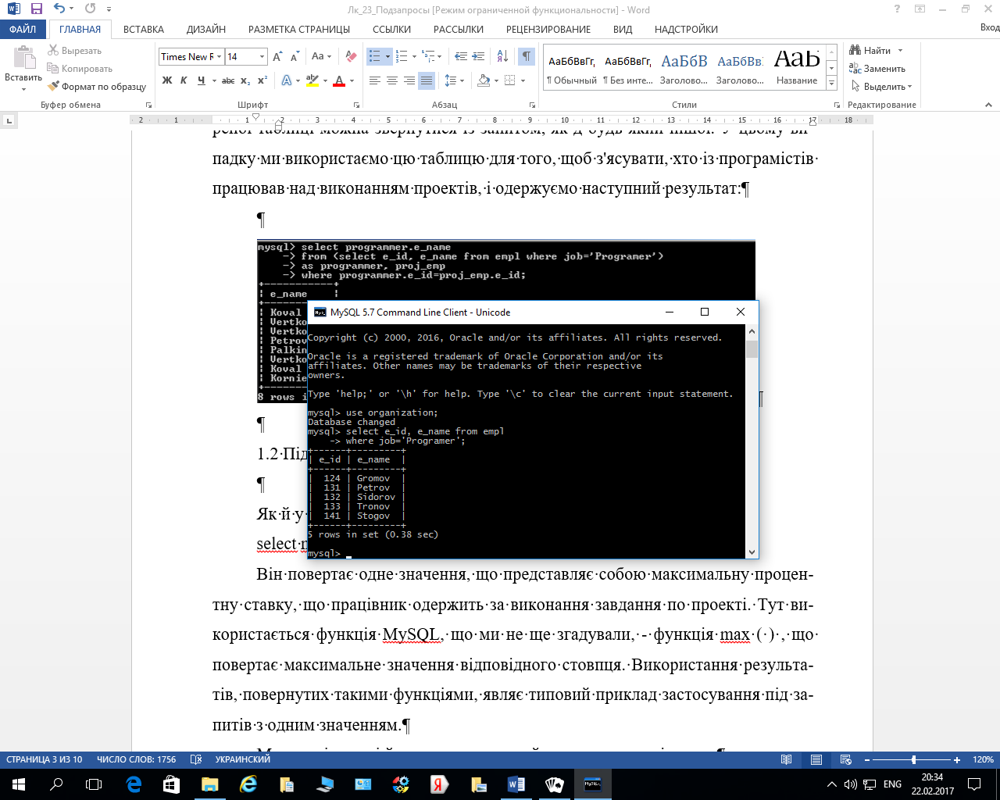 Лк_23_Подзапросы [Режим ограниченной функциональности] - Word
ФАЙЛ ГЛАВНАЯ ВСТАВКА ДИЗАЙН РАЗМЕТКА СТРАНИЦЫ ССЫЛКИ РАССЫЛКИ РЕЦЕНЗИРОВАНИЕ ВИД НАДСТРОЙКИ Вход
Вставить
Вырезать
Копировать
Формат по образцу
Буфер обмена
Times New R 14
Ж К Ч abc x₂ x²
Шрифт
Абзац
АаБбВвГг, АаБбВвГг, АаБбВ АаБбВв: АаЬ
¶ Обычный ¶ Без инте... Заголово... Заголово... Название
Стили
Найти
Заменить
Выделить
Редактирование
2 1 1 2 3 4 5 6 7 8 9 10 11 12 13 14 15 16 17 18
падку·ми·використаємо·цю·таблицю·для·того,·щоб·з'ясувати,·хто·із·програмістів·
працював·над·виконанням·проектів,·і·одержуємо·наступний·результат:¶
¶
mysql> select programmer.e_name
-> from (select e_id, e_name from empl where job='Programer')
-> as programmer, proj_emp
-> where programmer.e_id=proj_emp.e_id;
+-----------+
| e_name |
+------
| Koval
| Vertko
| Vertko
| Petrov
| Palkin
| Vertko
| Koval
| Kornie
+------
8 rows i
¶
MySQL 5.7 Command Line Client - Unicode
Copyright (c) 2000, 2016, Oracle and/or its affiliates. All rights reserved.
Oracle is a registered trademark of Oracle Corporation and/or its
affiliates. Other names may be trademarks of their respective
owners.
Type 'help;' or '\h' for help. Type '\c' to clear the current input statement.
mysql> use organization;
Database changed
mysql> select e_id, e_name from empl
-> where job='Programer';
+------+---------+
| e_id | e_name |
+------+---------+
| 124 | Gromov |
| 131 | Petrov |
| 132 | Sidorov |
| 133 | Tronov |
| 141 | Stogov |
+------+---------+
5 rows in set (0.38 sec)
mysql>
¶
1.2·Під
¶
Як·й·у
select·
Він·повертає·одне·значення,·що·представляє·собою·максимальну·процен-
тну·ставку,·що·працівник·одержить·за·виконання·завдання·по·проекті.·Тут·ви-
користається·функція·MySQL,·що·ми·не·ще·згадували,·-·функція·max·(·)·,·що·
повертає·максимальне·значення·відповідного·стовпця.·Використання·результа-
тів,·повернутих·такими·функціями,·являє·типовий·приклад·застосування·під·за-
питів·з·одним·значенням.¶
СТРАНИЦА 3 ИЗ 10 ЧИСЛО СЛОВ: 1756 УКРАИНСКИЙ 120%
ENG
20:34
22.02.2017